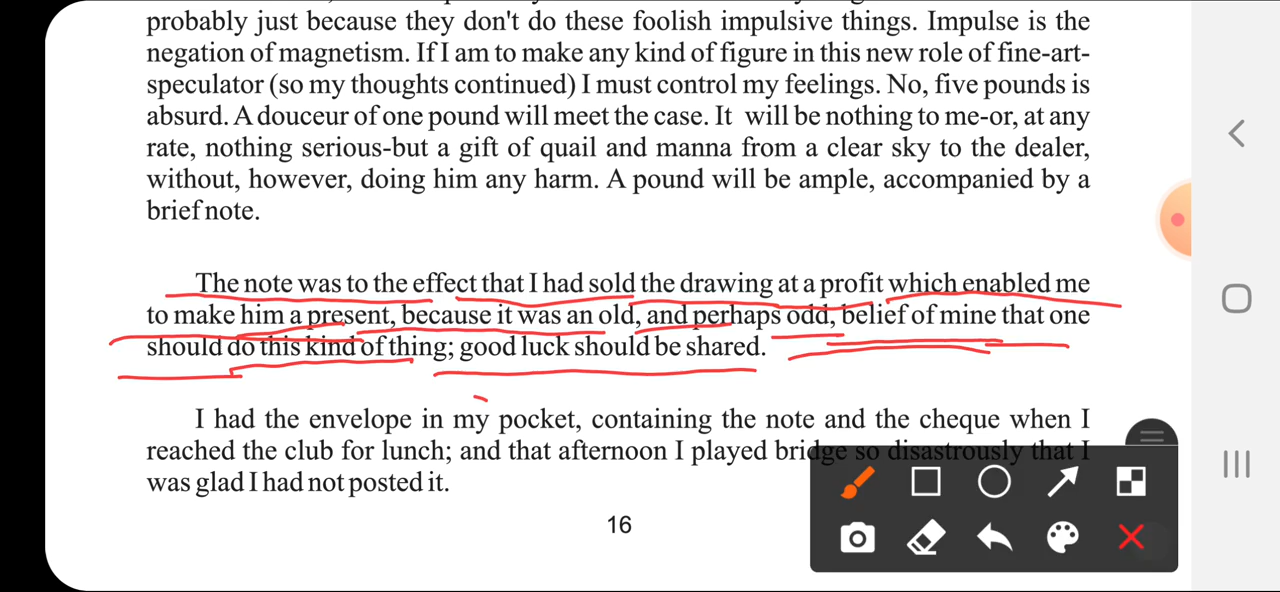 probably just because they don't do these foolish impulsive things. Impulse is the
negation of magnetism. If I am to make any kind of figure in this new role of fine-art-
speculator (so my thoughts continued) I must control my feelings. No, five pounds is
absurd. A douceur of one pound will meet the case. It will be nothing to me-or, at any
rate, nothing serious-but a gift of quail and manna from a clear sky to the dealer,
without, however, doing him any harm. A pound will be ample, accompanied by a
brief note.
The note was to the effect that I had sold the drawing at a profit which enabled me
to make him a present, because it was an old, and perhaps odd, belief of mine that one
should do this kind of thing; good luck should be shared.
I had the envelope in my pocket, containing the note and the cheque when I
reached the club for lunch; and that afternoon I played bridge so disastrously that I
was glad I had not posted it.
16